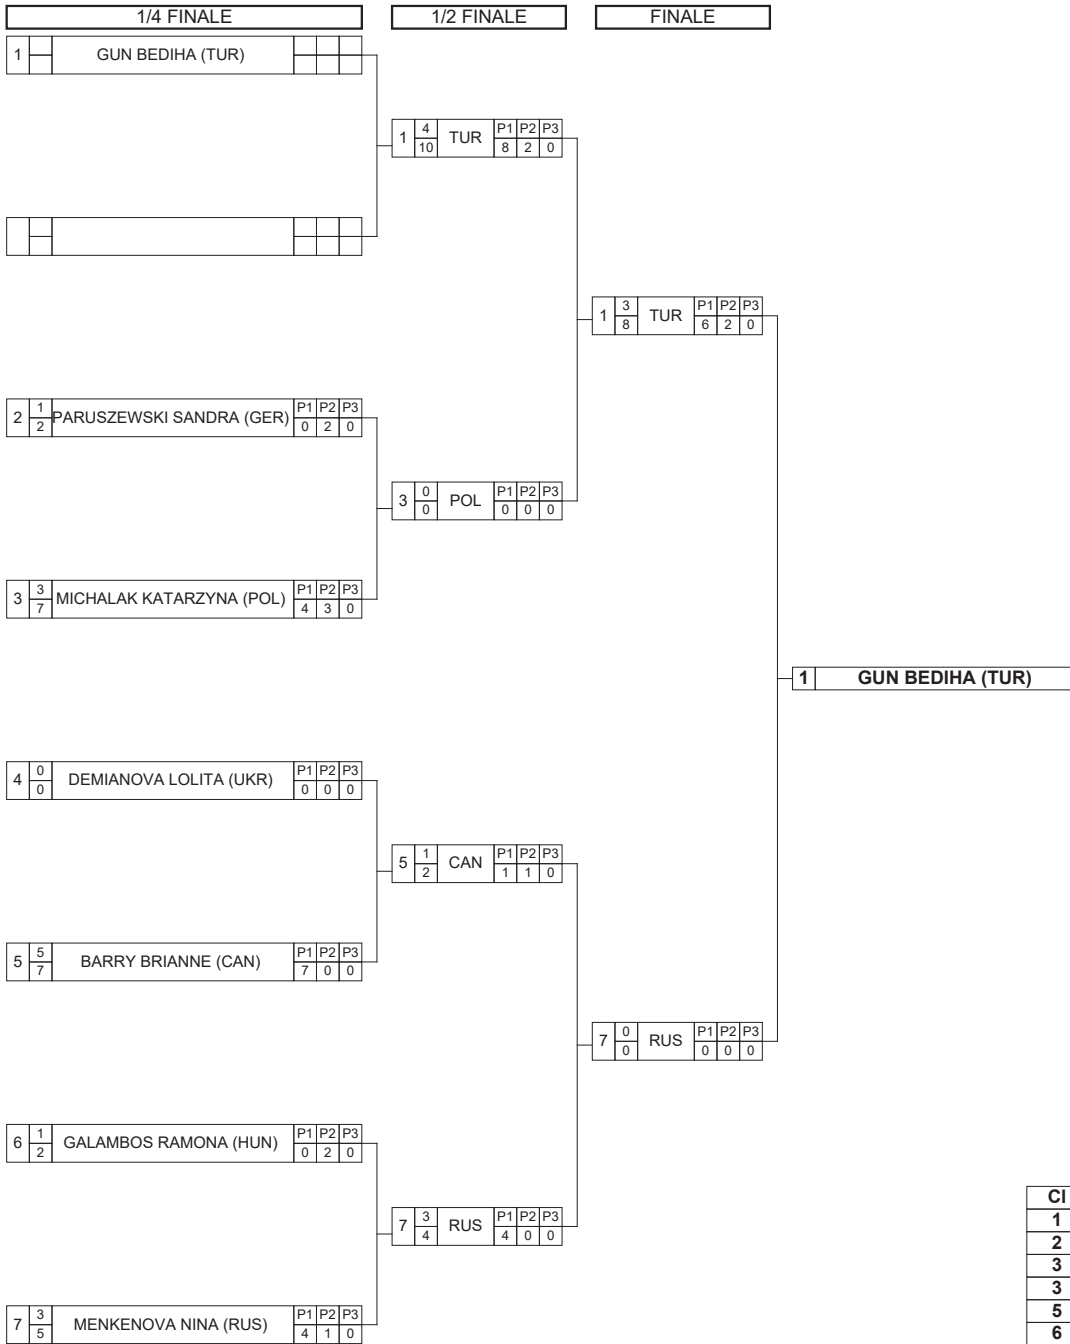 1/4 FINALE 1/2 FINALE FINALE
1 GUN BEDIHA (TUR)
1 4 TUR P1 P2 P3
10 8 2 0
1 3 TUR P1 P2 P3
8 6 2 0
2 1 PARUSZEWSKI SANDRA (GER) P1 P2 P3
2 0 2 0
3 0 POL P1 P2 P3
0 0 0 0
3 3 MICHALAK KATARZYNA (POL) P1 P2 P3
7 4 3 0
1 GUN BEDIHA (TUR)
4 0 DEMIANOVA LOLITA (UKR) P1 P2 P3
0 0 0 0
5 1 CAN P1 P2 P3
2 1 1 0
5 5 BARRY BRIANNE (CAN) P1 P2 P3
7 7 0 0
7 0 RUS P1 P2 P3
0 0 0 0
6 1 GALAMBOS RAMONA (HUN) P1 P2 P3
2 0 2 0
7 3 RUS P1 P2 P3
4 4 0 0
7 3 MENKENOVA NINA (RUS) P1 P2 P3
5 4 1 0
Cl
1
2
3
3
5
6